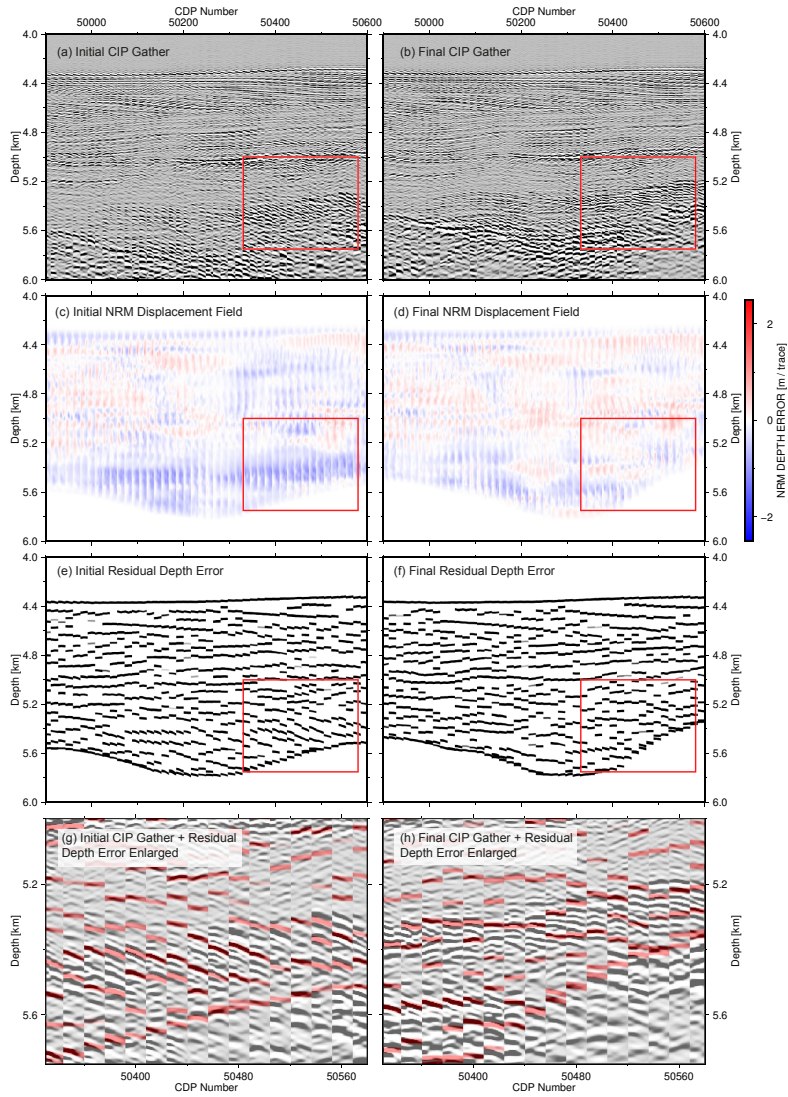 CDP Number CDP Number
50000 50200 50400 50600 50000 50200 50400 50600
4.0 4.0
(a) Initial CIP Gather (b) Final CIP Gather
4.4 4.4
4.8 4.8
Depth [km] Depth [km]
5.2 5.2
5.6 5.6
6.0 6.0
4.0 4.0
(c) Initial NRM Displacement Field (d) Final NRM Displacement Field
4.4 4.4
4.8 4.8
Depth [km] Depth [km]
5.2 5.2
5.6 5.6
6.0 6.0
2
0
−2
NRM DEPTH ERROR [m / trace]
4.0 4.0
(e) Initial Residual Depth Error (f) Final Residual Depth Error
4.4 4.4
4.8 4.8
Depth [km] Depth [km]
5.2 5.2
5.6 5.6
6.0 6.0
(g) Initial CIP Gather + Residual
Depth Error Enlarged
(h) Final CIP Gather + Residual
Depth Error Enlarged
5.2 5.2
Depth [km] Depth [km]
5.6 5.6
50400 50480 50560 50400 50480 50560
CDP Number CDP Number